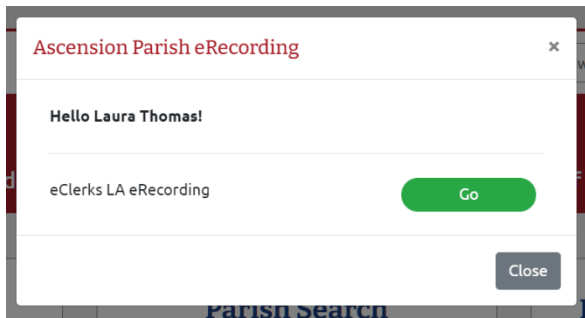 Ascension Parish eRecording ×
Hello Laura Thomas!
eClerks LA eRecording Go
Close
Parish Search